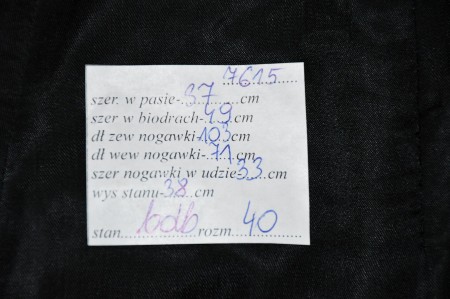 7615
szer. w pasie-37cm
szer w biodrach-49cm
dł zew nogawki-103cm
dł wew nogawki-71cm
szer nogawki w udzie33cm
wys stanu-38cm
stan bdb rozm 40